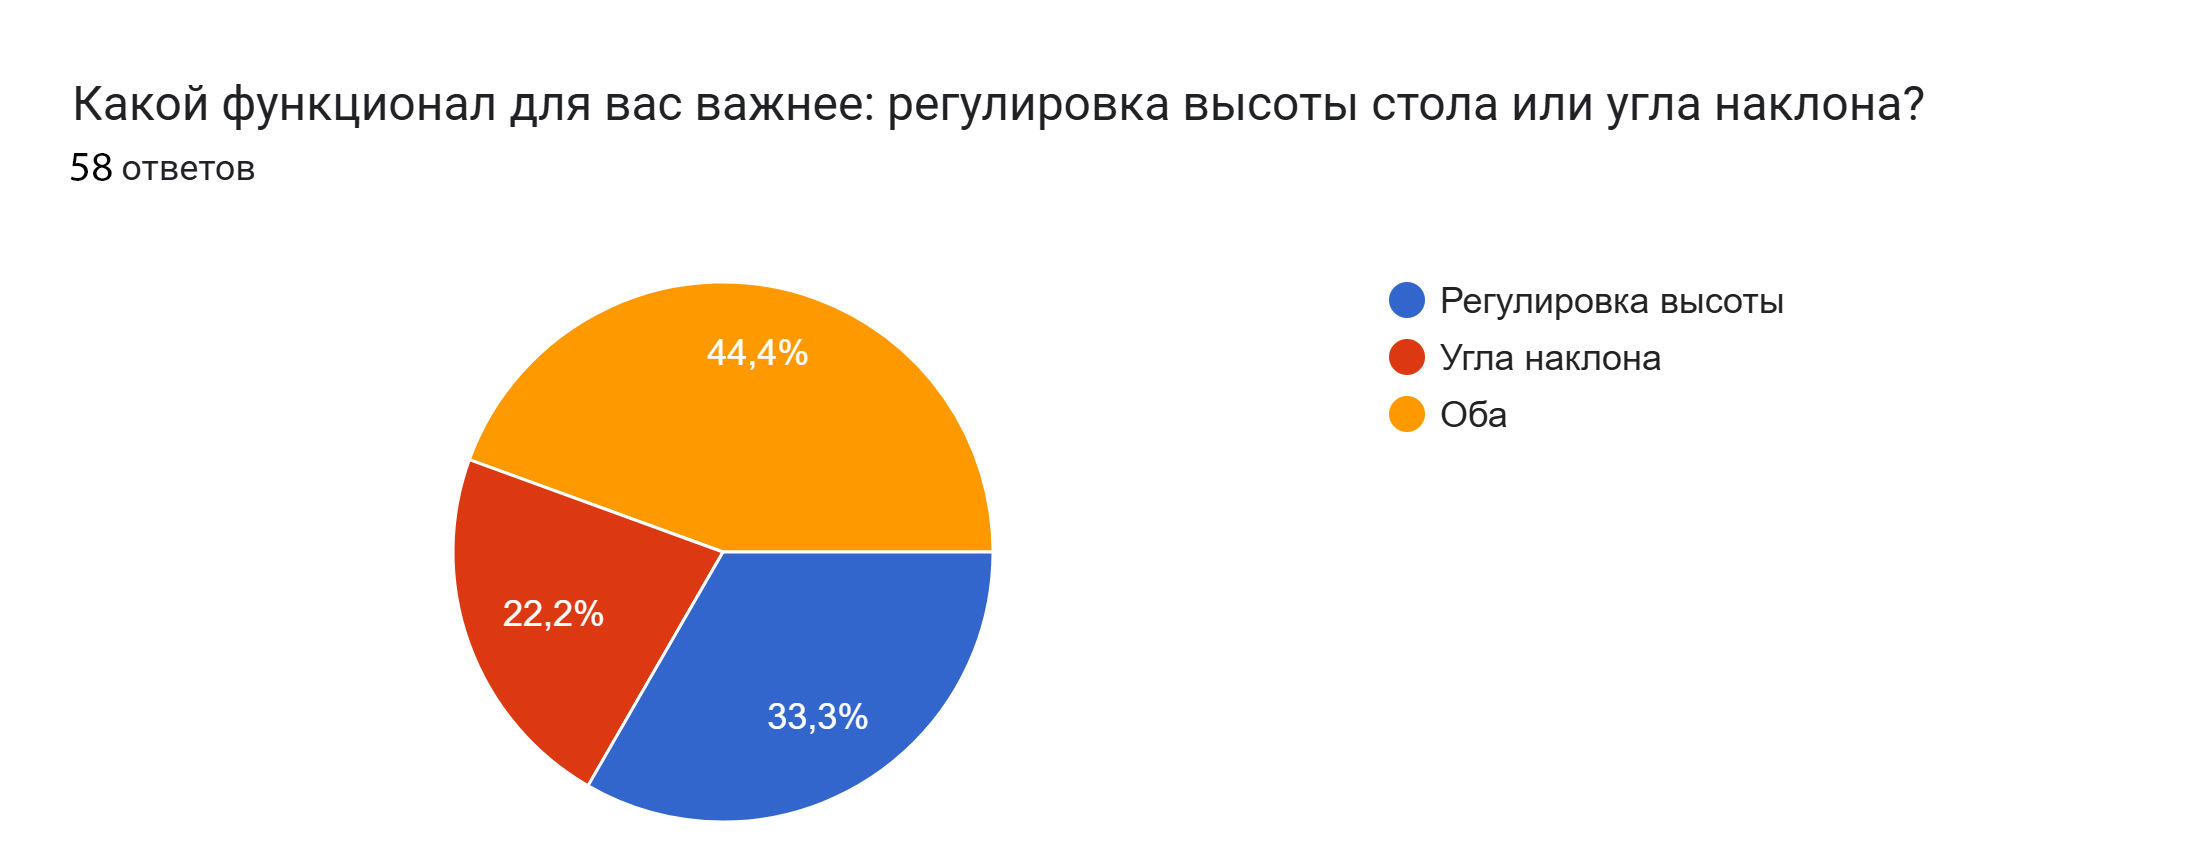 Какой функционал для вас важнее: регулировка высоты стола или угла наклона?
58 ответов
44,4%
22,2%
33,3%
Регулировка высоты
Угла наклона
Оба